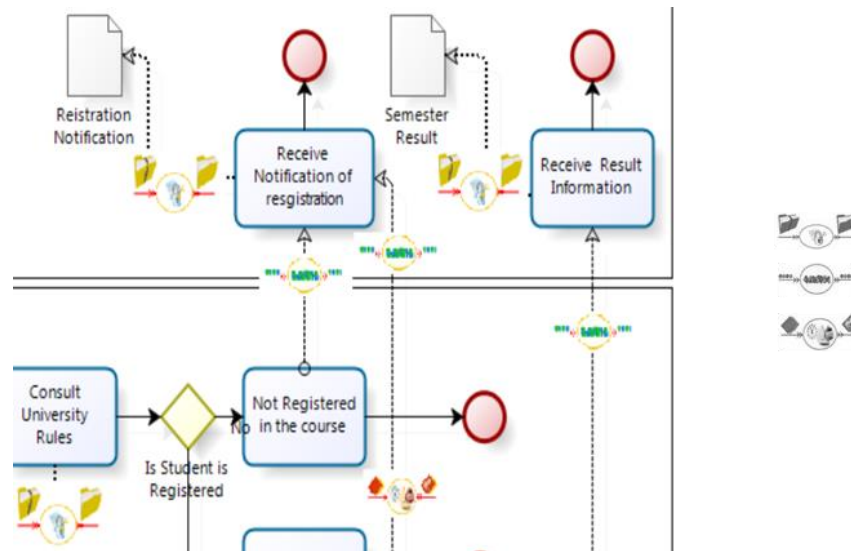 Reistration
Notification
Receive
Notification of
resgistration
Semester
Result
Receive Result
Information
Consult
University
Rules
Is Student is
Registered
No
Not Registered
in the course